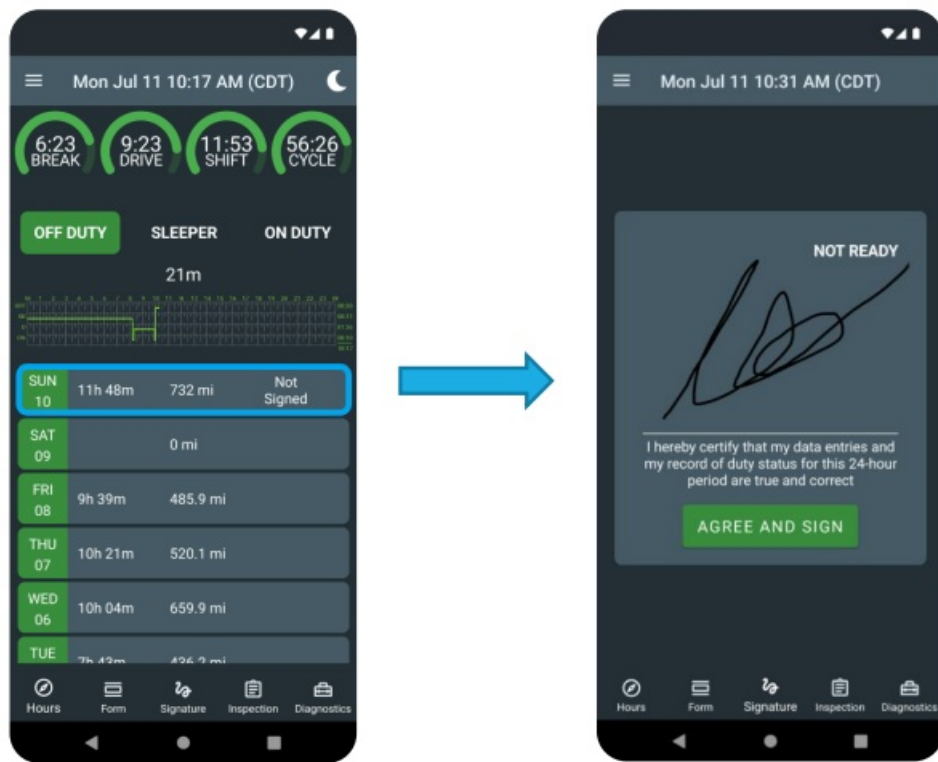 Mon Jul 11 10:17 AM (CDT)
6:23
BREAK
9:23
DRIVE
11:53
SHIFT
56:26
CYCLE
OFF DUTY SLEEPER ON DUTY
21m
SUN
10
11h 48m 732 mi Not
Signed
SAT
09
0 mi
FRI
08
9h 39m 485.9 mi
THU
07
10h 21m 520.1 mi
WED
06
10h 04m 659.9 mi
TUE
7h 43m 436.2 mi
Hours Form Signature Inspection Diagnostics
Mon Jul 11 10:31 AM (CDT)
NOT READY
I hereby certify that my data entries and
my record of duty status for this 24-hour
period are true and correct
AGREE AND SIGN
Hours Form Signature Inspection Diagnostics